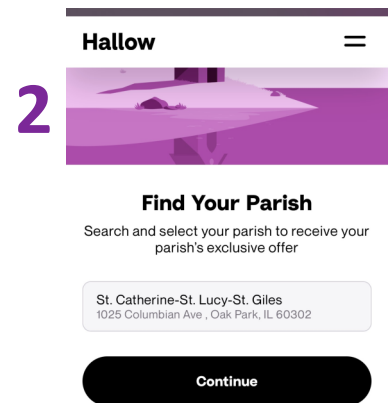 Hallow
2
Find Your Parish
Search and select your parish to receive your
parish's exclusive offer
St. Catherine-St. Lucy-St. Giles
1025 Columbian Ave , Oak Park, IL 60302
Continue